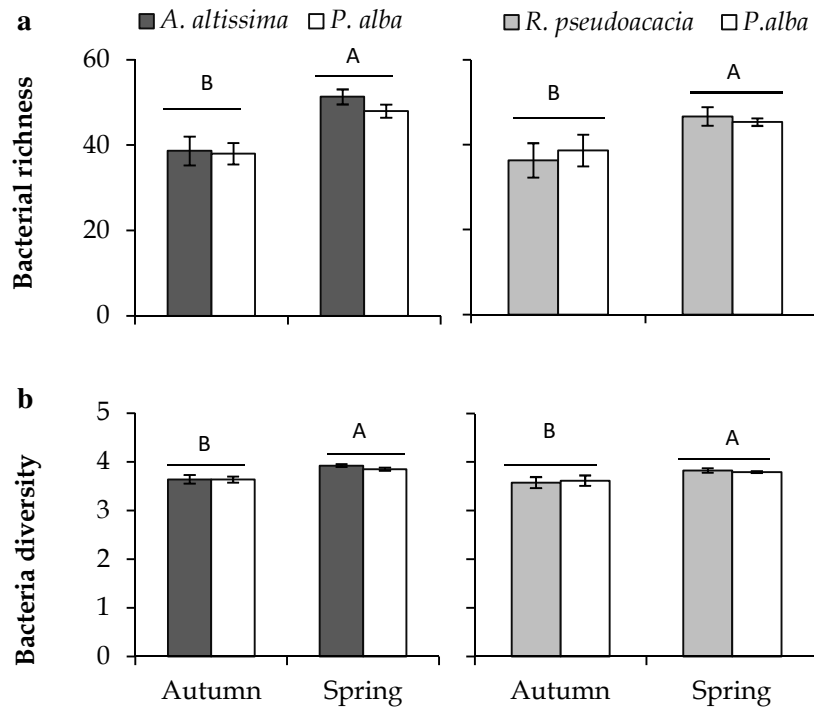 a
A. altissima P. alba
R. pseudoacacia P.alba
Bacterial richness
60
40
20
0
B
A
B
A
b
Bacteria diversity
5
4
3
2
1
0
B
A
B
A
Autumn Spring Autumn Spring